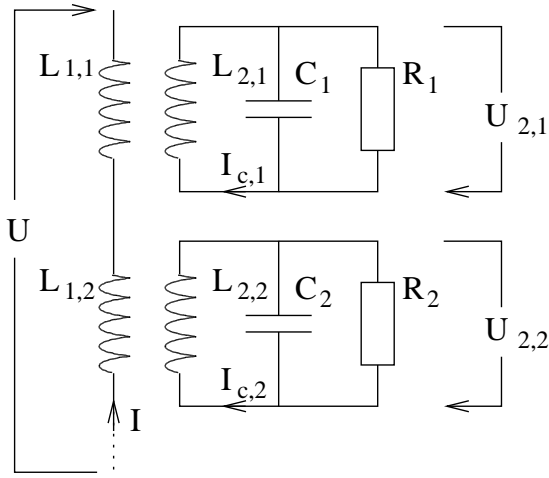 L 1,1 L 2,1 C 1 R 1
U 2,1
I c,1
U
L 1,2 L 2,2 C 2 R 2
U 2,2
I c,2
I